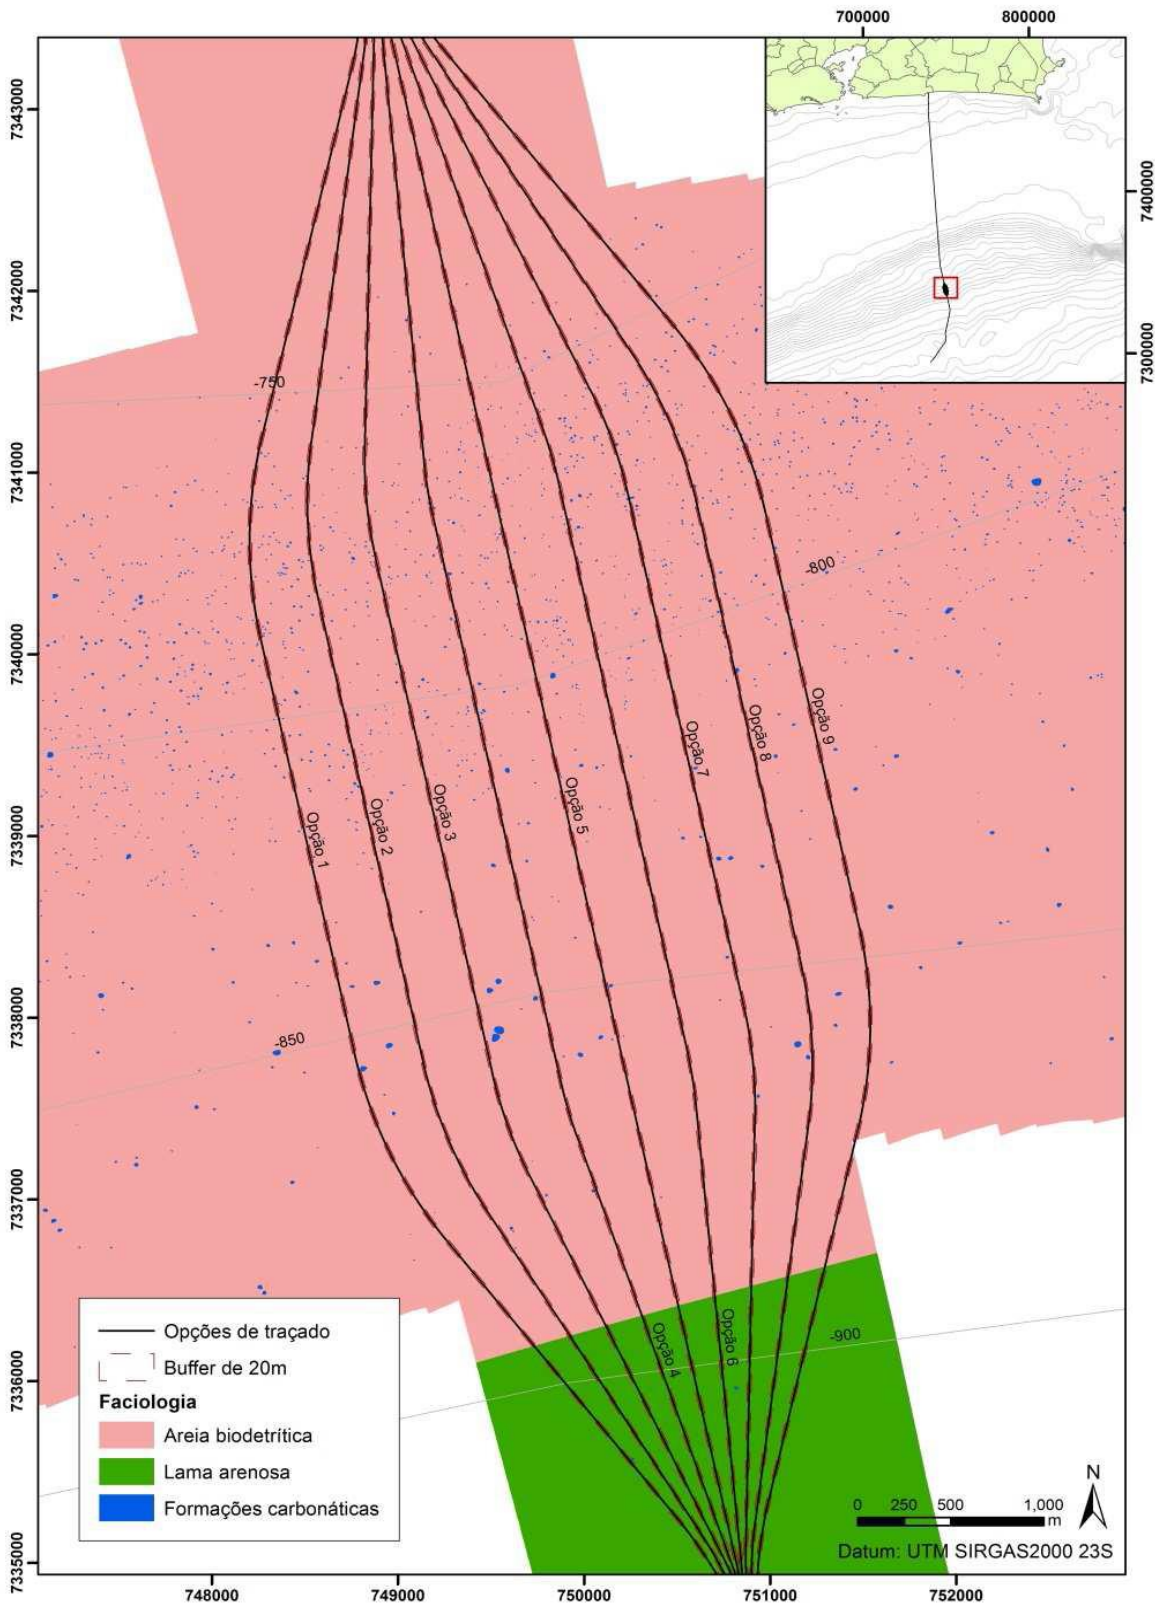 700000
800000
7400000
7300000
7343000
7342000
7341000
7340000
7339000
7338000
7337000
7336000
7335000
-750
-800
-850
-900
Opção 1
Opção 2
Opção 3
Opção 5
Opção 7
Opção 8
Opção 9
Opção 4
Opção 6
Opções de traçado
Buffer de 20m
Faciologia
Areia biodetrítica
Lama arenosa
Formações carbonáticas
N
0 250 500 1,000
m
Datum: UTM SIRGAS2000 23S
748000
749000
750000
751000
752000